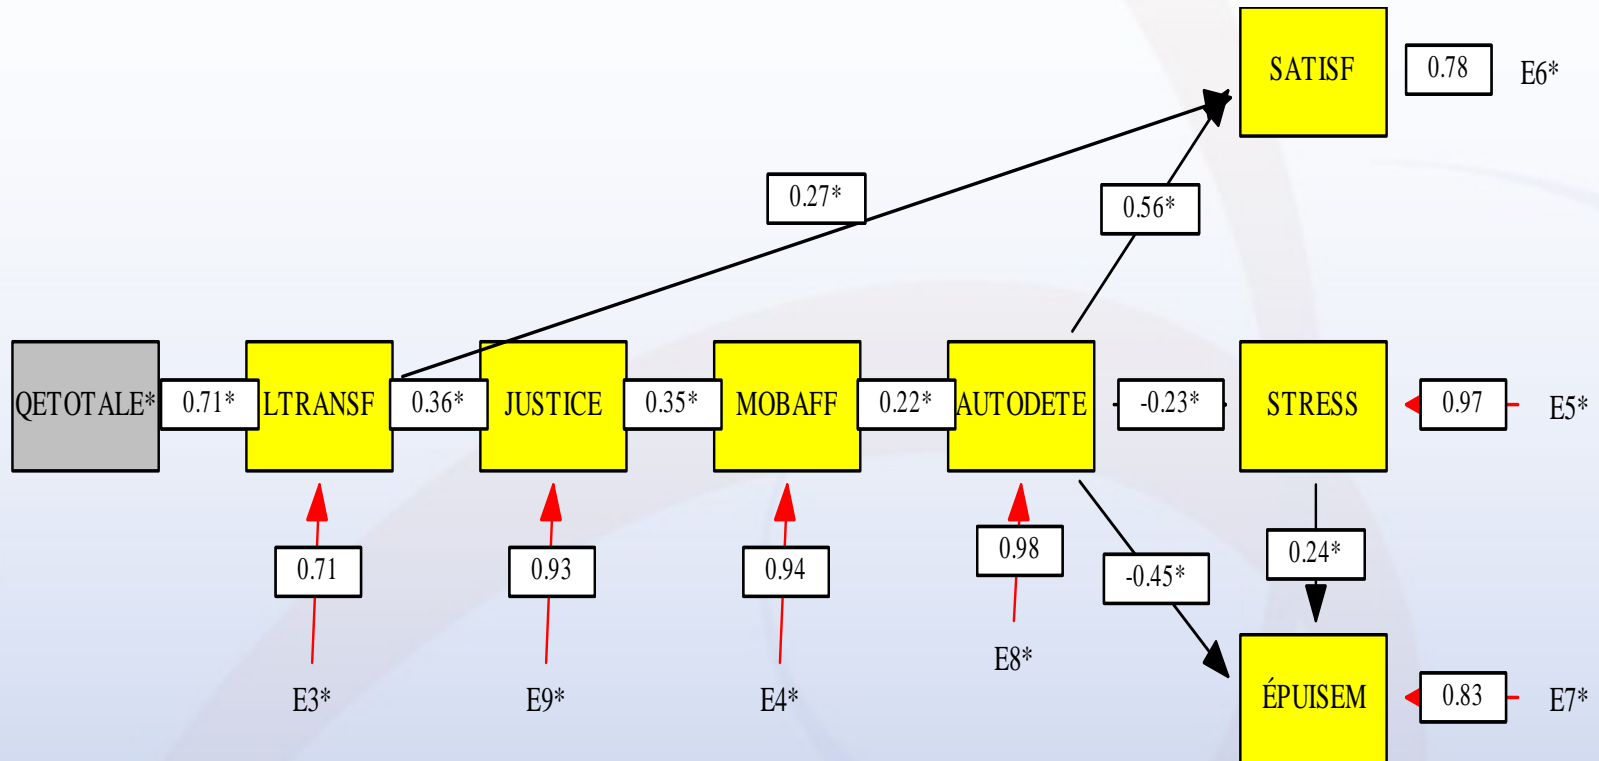 SATISF
0.78
E6*
0.27*
0.56*
QETOTALE*
0.71*
LTRANSF
0.36*
JUSTICE
0.35*
MOBAFF
0.22*
AUTODETE
-0.23*
STRESS
0.97
E5*
0.71
0.93
0.94
0.98
-0.45*
0.24*
E3*
E9*
E4*
E8*
ÉPUISEM
0.83
E7*